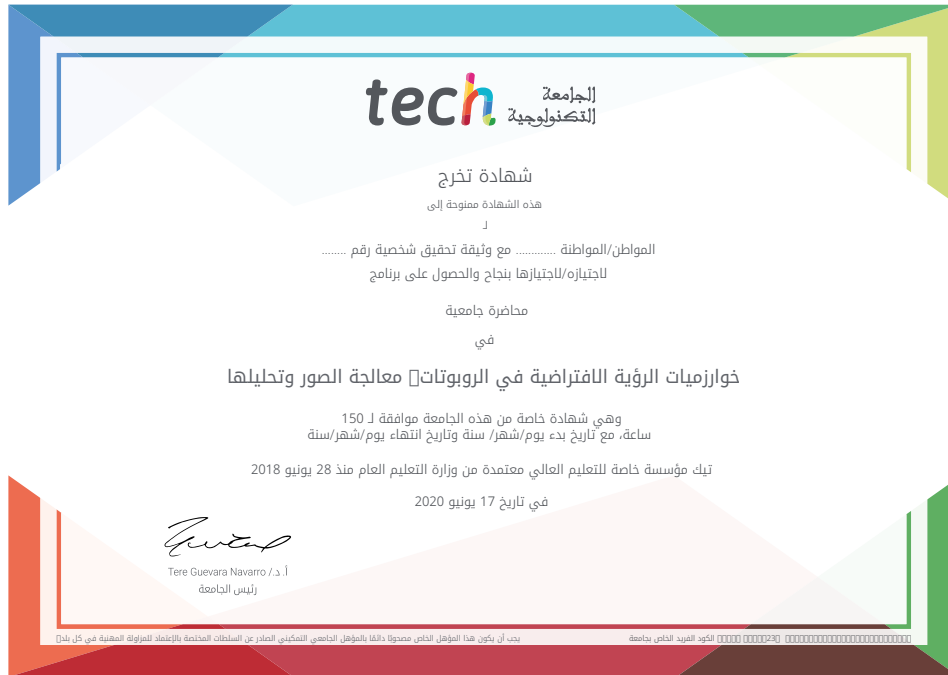 tech الجامعة
التكنولوجية
شهادة تخرج
هذه الشهادة ممنوحة إلى
لـ
المواطن/المواطنة ............. مع وثيقة تحقيق شخصية رقم ........
لاجتيازه/لاجتيازها بنجاح والحصول على برنامج
محاضرة جامعية
في
خوارزميات الرؤية الافتراضية في الروبوتات معالجة الصور وتحليلها
وهي شهادة خاصة من هذه الجامعة موافقة لـ 150
ساعة، مع تاريخ بدء يوم/شهر/ سنة وتاريخ انتهاء يوم/شهر/سنة
تيك مؤسسة خاصة للتعليم العالي معتمدة من وزارة التعليم العام منذ 28 يونيو 2018
في تاريخ 17 يونيو 2020
أ.د./ Tere Guevara Navarro
رئيس الجامعة
الكود الفريد الخاص بجامعة 23
يجب أن يكون هذا المؤهل الخاص مصحوبًا دائمًا بالمؤهل الجامعي التمكيني الصادر عن السلطات المختصة بالإعتماد للمزاولة المهنية في كل بلد